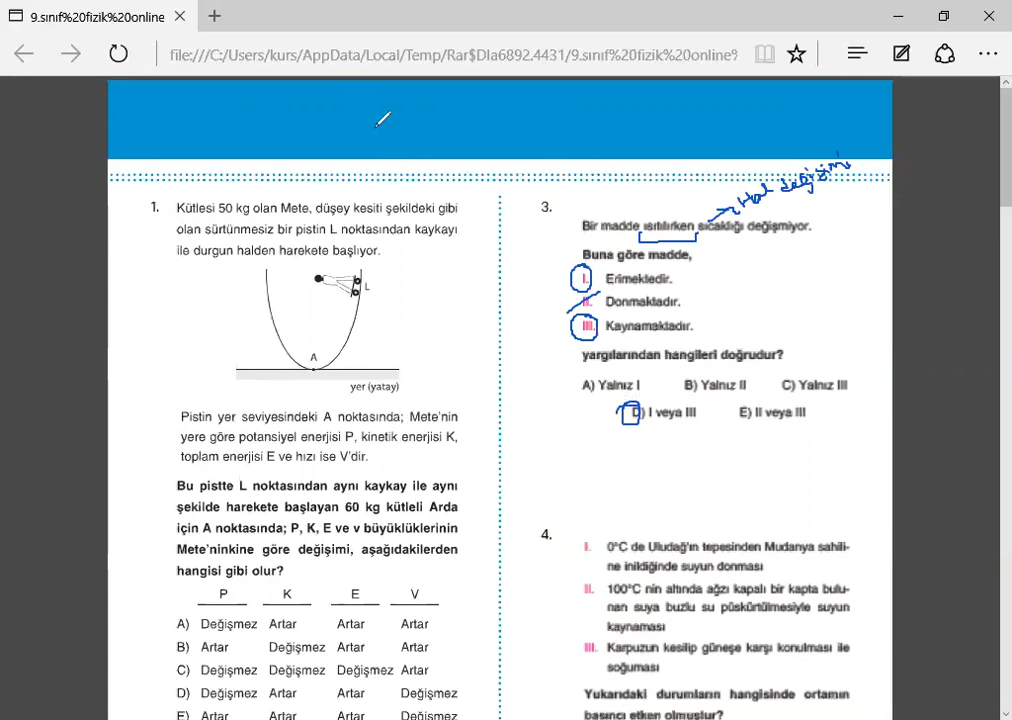 9.sınıf%20fizik%20online
file:///C:/Users/kurs/AppData/Local/Temp/Rar$DIa6892.4431/9.sınıf%20fizik%20online%
1.
Kütlesi 50 kg olan Mete, düşey kesiti şekildeki gibi
olan sürtünmesiz bir pistin L noktasından kaykayı
ile durgun halden harekete başlıyor.
L
A
yer (yatay)
Pistin yer seviyesindeki A noktasında; Mete'nin
yere göre potansiyel enerjisi P, kinetik enerjisi K,
toplam enerjisi E ve hızı ise V'dir.
Bu pistte L noktasından aynı kaykay ile aynı
şekilde harekete başlayan 60 kg kütleli Arda
için A noktasında; P, K, E ve v büyüklüklerinin
Mete'ninkine göre değişimi, aşağıdakilerden
hangisi gibi olur?
P K E V
A) Değişmez Artar Artar Artar
B) Artar Değişmez Artar Artar
C) Değişmez Değişmez Değişmez Artar
D) Değişmez Artar Artar Değişmez
E) Artar Artar Artar Değişmez
Hal değişimi
3.
Bir madde ısıtılırken sıcaklığı değişmiyor.
Buna göre madde,
I. Erimektedir.
II. Donmaktadır.
III. Kaynamaktadır.
yargılarından hangileri doğrudur?
A) Yalnız I B) Yalnız II C) Yalnız III
D) I veya III E) II veya III
4.
I. 0°C de Uludağ'ın tepesinden Mudanya sahili-
ne inildiğinde suyun donması
II. 100°C nin altında ağzı kapalı bir kapta bulu-
nan suya buzlu su püskürtülmesiyle suyun
kaynaması
III. Karpuzun kesilip güneşe karşı konulması ile
soğuması
Yukarıdaki durumların hangisinde ortamın
basıncı etken olmuştur?